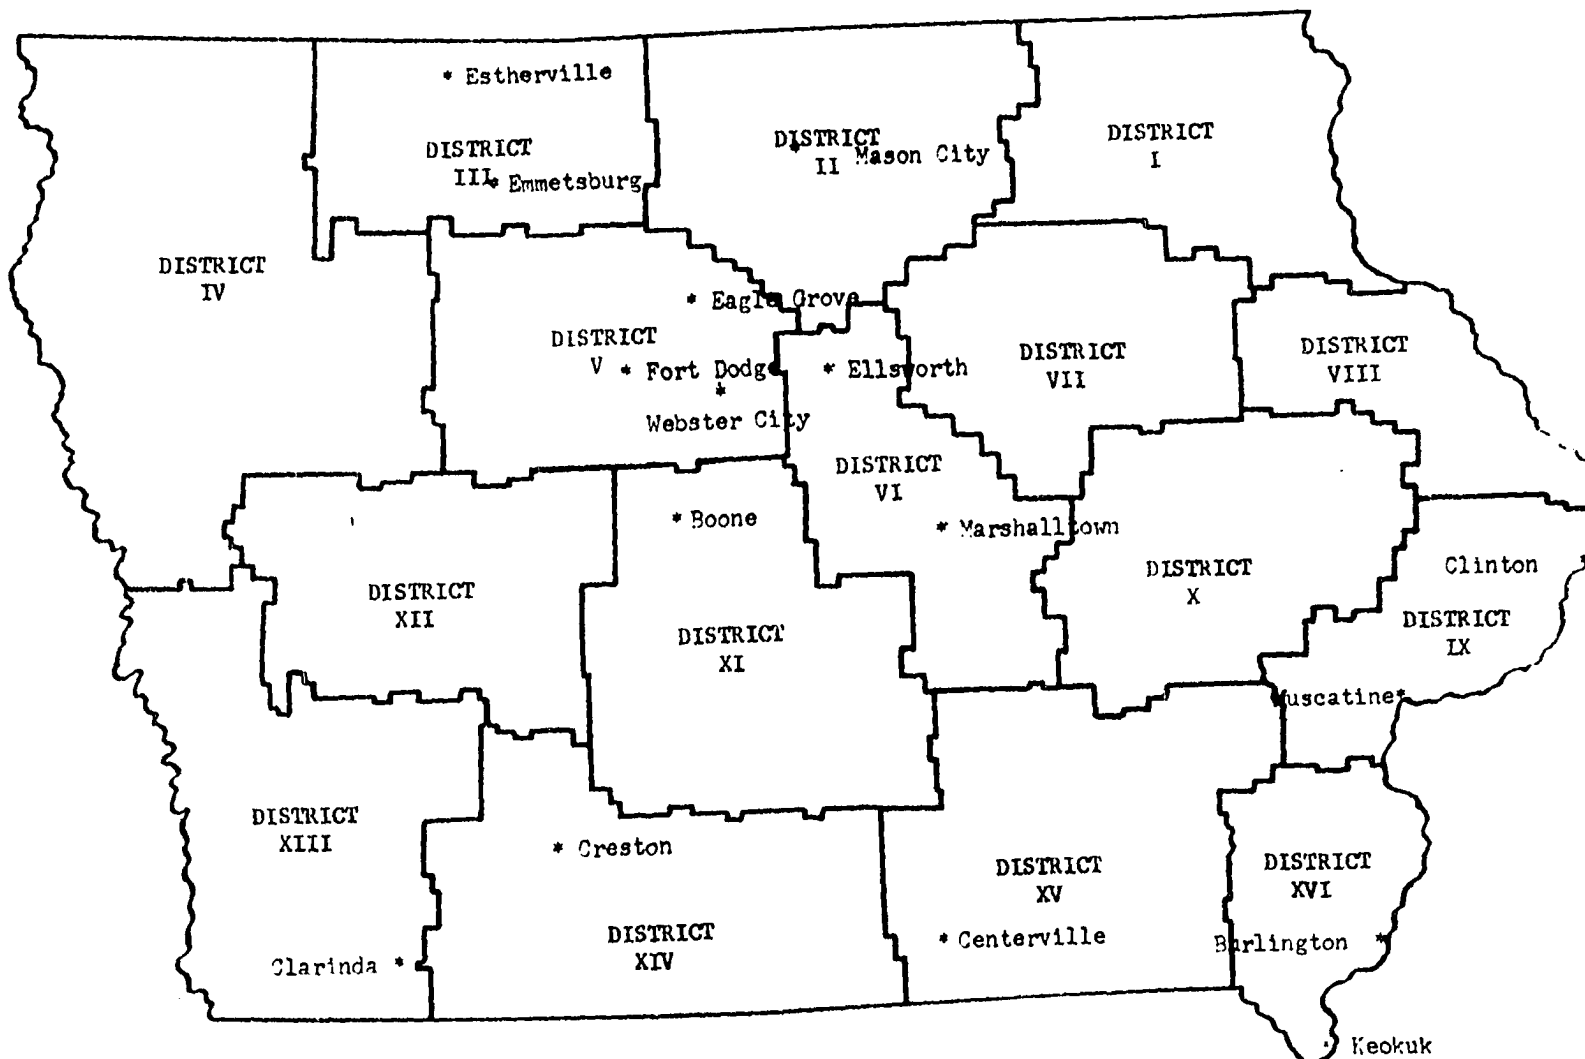 * Estherville
DISTRICT
I
DISTRICT
II
* Mason City
DISTRICT
III
* Emmetsburg
DISTRICT
IV
* Eagle Grove
DISTRICT
V
* Fort Dodge
*
Webster City
* Ellsworth
DISTRICT
VII
DISTRICT
VIII
DISTRICT
VI
* Boone
* Marshalltown
DISTRICT
X
Clinton
*
DISTRICT
IX
DISTRICT
XII
DISTRICT
XI
Muscatine*
DISTRICT
XIII
* Creston
DISTRICT
XV
DISTRICT
XVI
* Centerville
Burlington *
DISTRICT
XIV
Clarinda *
Keokuk